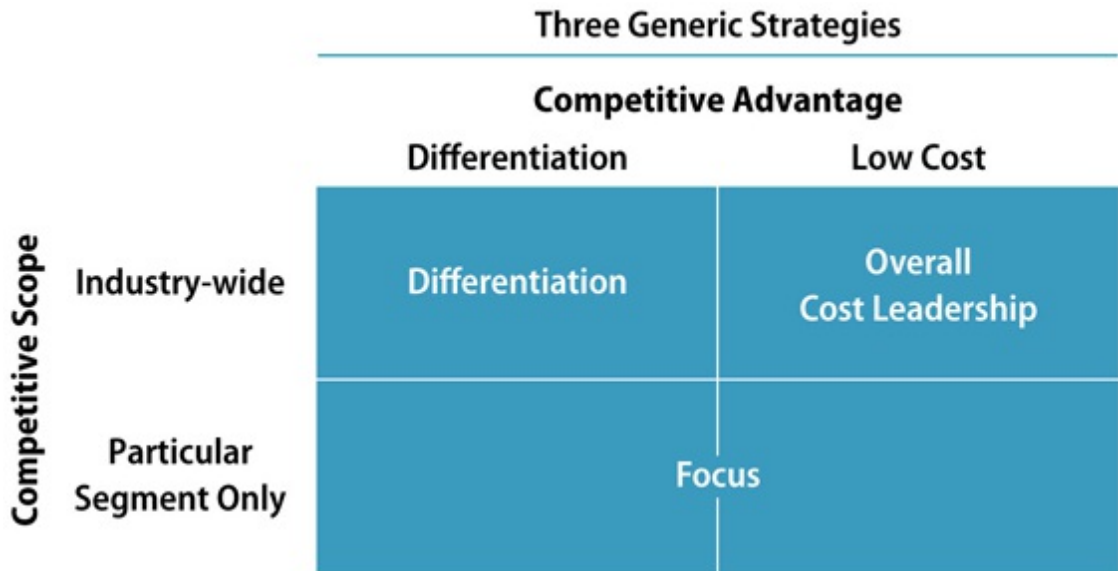 Three Generic Strategies
Competitive Advantage
Differentiation Low Cost
Competitive Scope
Industry-wide
Differentiation
Overall
Cost Leadership
Particular
Segment Only
Focus